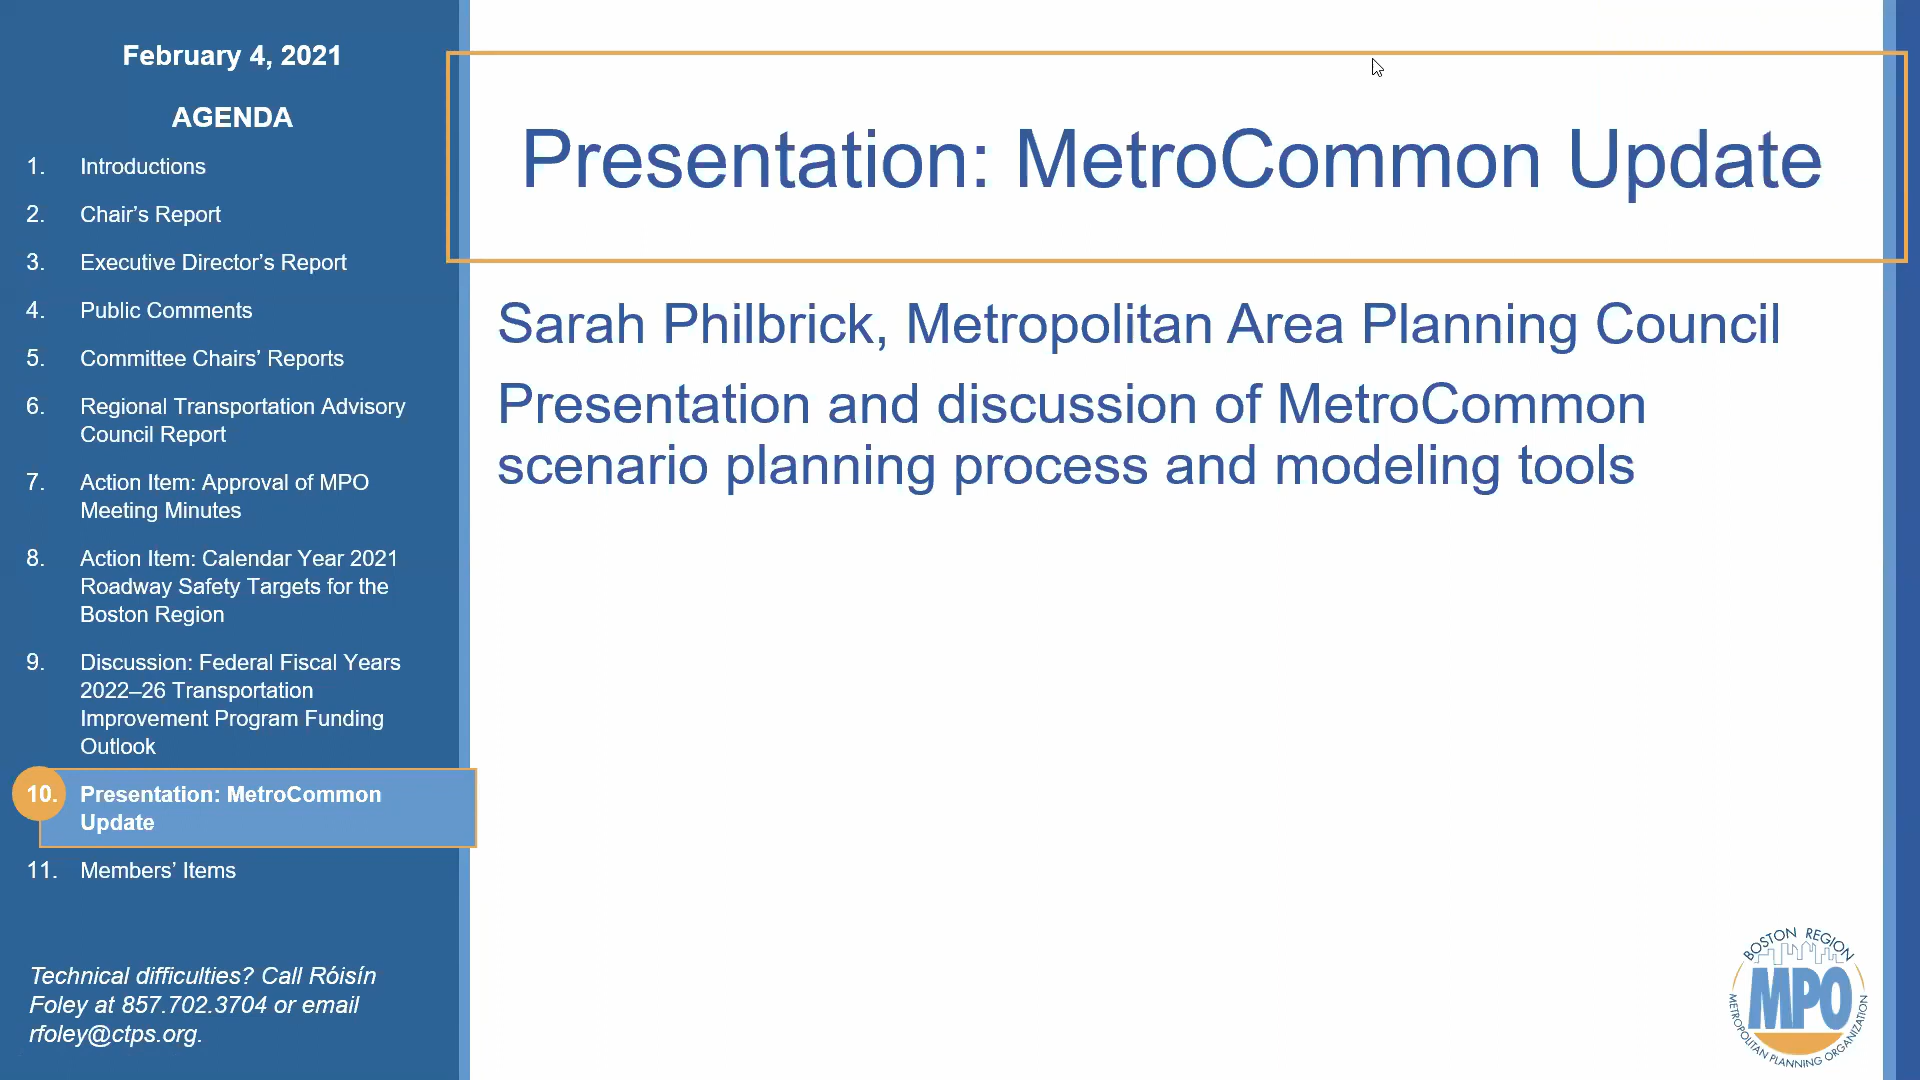 February 4, 2021
AGENDA
1. Introductions
2. Chair’s Report
3. Executive Director’s Report
4. Public Comments
5. Committee Chairs’ Reports
6. Regional Transportation Advisory
Council Report
7. Action Item: Approval of MPO
Meeting Minutes
8. Action Item: Calendar Year 2021
Roadway Safety Targets for the
Boston Region
9. Discussion: Federal Fiscal Years
2022–26 Transportation
Improvement Program Funding
Outlook
10. Presentation: MetroCommon
Update
11. Members’ Items
Technical difficulties? Call Róisín
Foley at 857.702.3704 or email
rfoley@ctps.org.
Presentation: MetroCommon Update
Sarah Philbrick, Metropolitan Area Planning Council
Presentation and discussion of MetroCommon
scenario planning process and modeling tools
BOSTON REGION
MPO
METROPOLITAN PLANNING ORGANIZATION